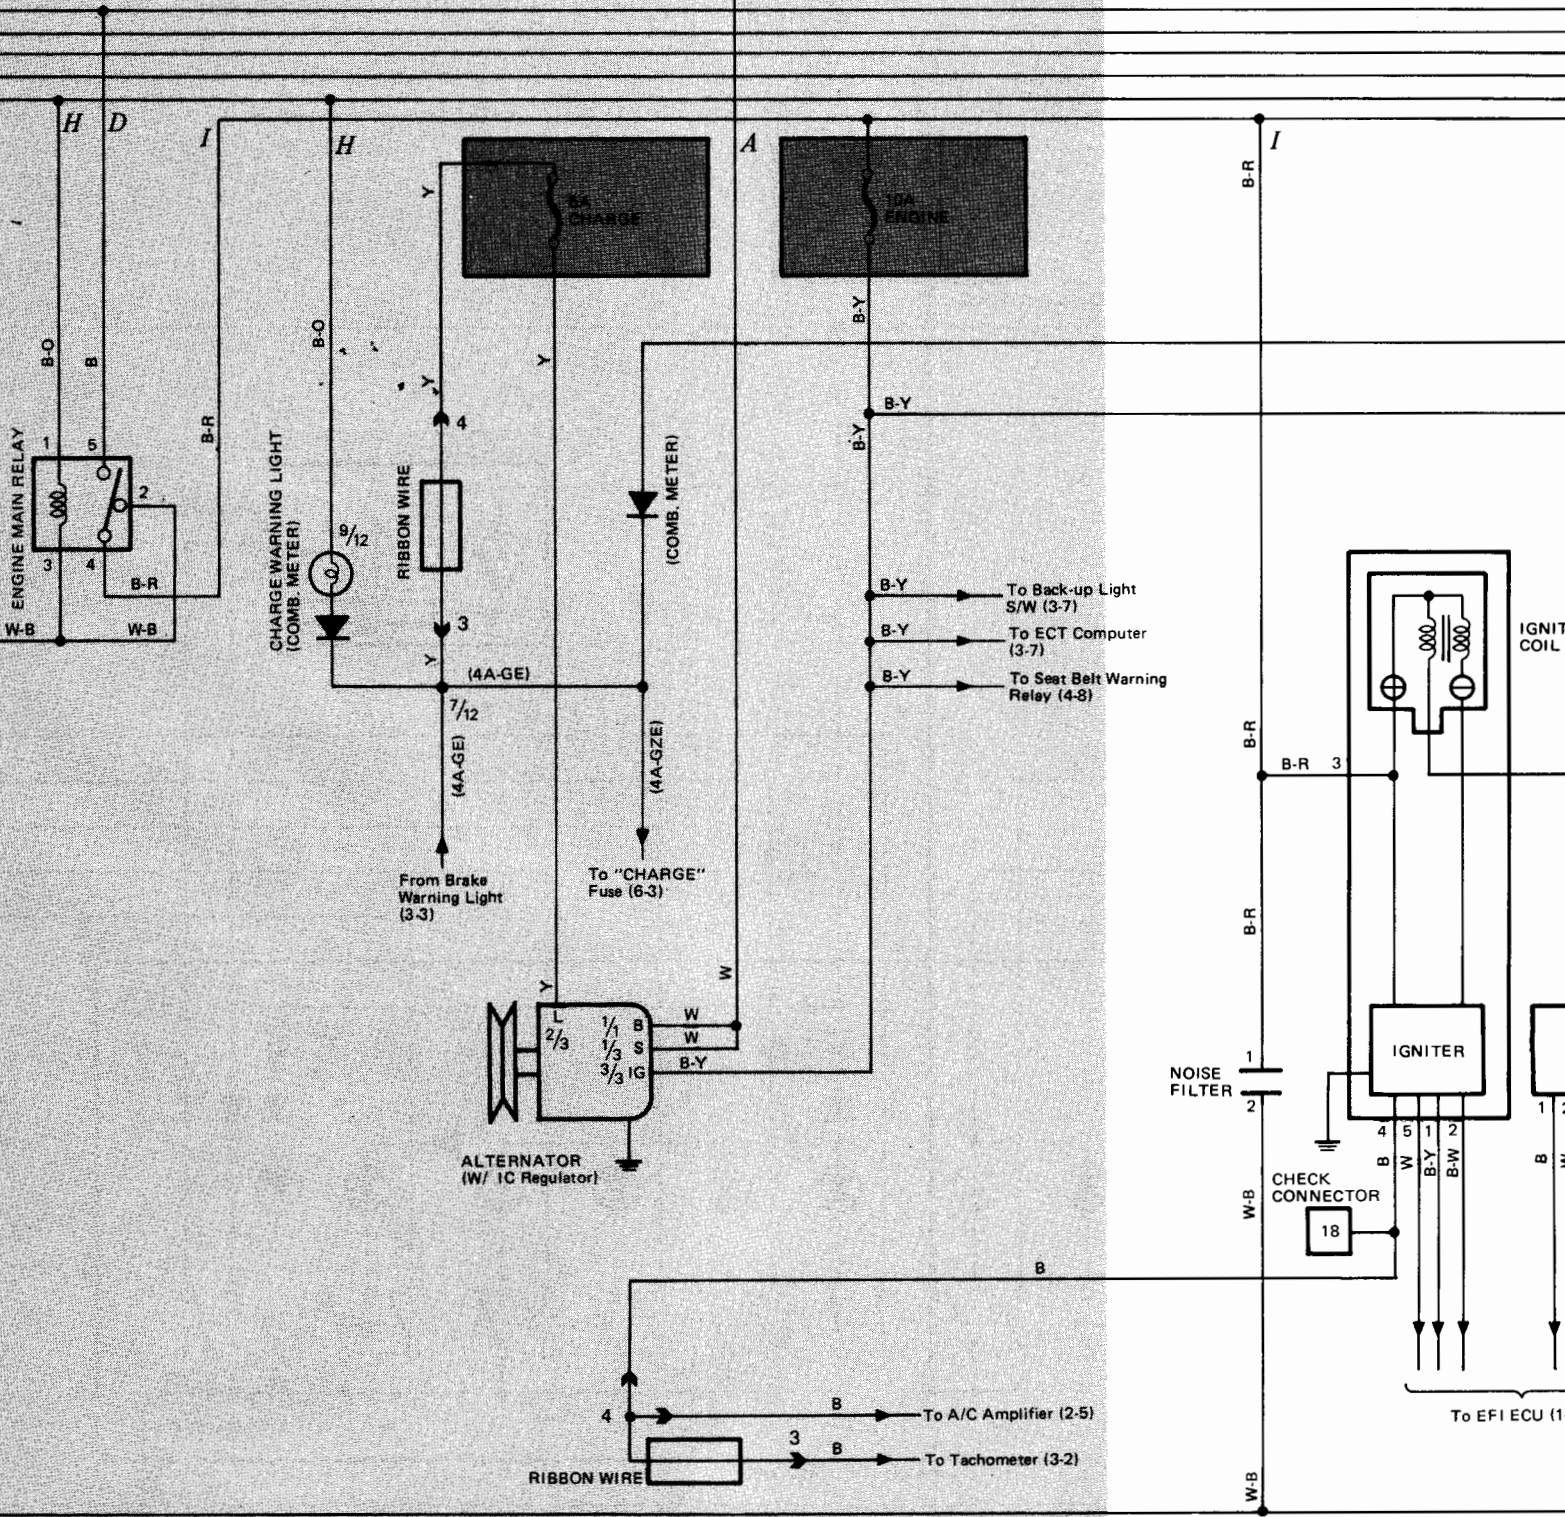 H
D
I
H
A
I
B-R
Y
5A
CHARGE
10A
ENGINE
B-Y
B-O
B
B-O
Y
Y
B-Y
B-Y
B-R
4
ENGINE MAIN RELAY
1
5
2
3
4
B-R
W-B
W-B
CHARGE WARNING LIGHT
(COMB. METER)
9/12
RIBBON WIRE
3
Y
(COMB. METER)
(4A-GE)
7/12
(4A-GE)
(4A-GZE)
B-Y
To Back-up Light
S/W (3-7)
B-Y
To ECT Computer
(3-7)
B-Y
To Seat Belt Warning
Relay (4-8)
IGNIT
COIL
B-R
B-R
3
From Brake
Warning Light
(3-3)
To "CHARGE"
Fuse (6-3)
B-R
W
Y
L
2/3
1/1
B
W
1/3
S
W
3/3
IG
B-Y
ALTERNATOR
(W/ IC Regulator)
NOISE
FILTER
1
2
IGNITER
4
5
1
2
B
W
B-Y
B-W
1
B
CHECK
CONNECTOR
18
W-B
B
4
B
To A/C Amplifier (2-5)
3
B
To Tachometer (3-2)
RIBBON WIRE
To EFI ECU (1
W-B